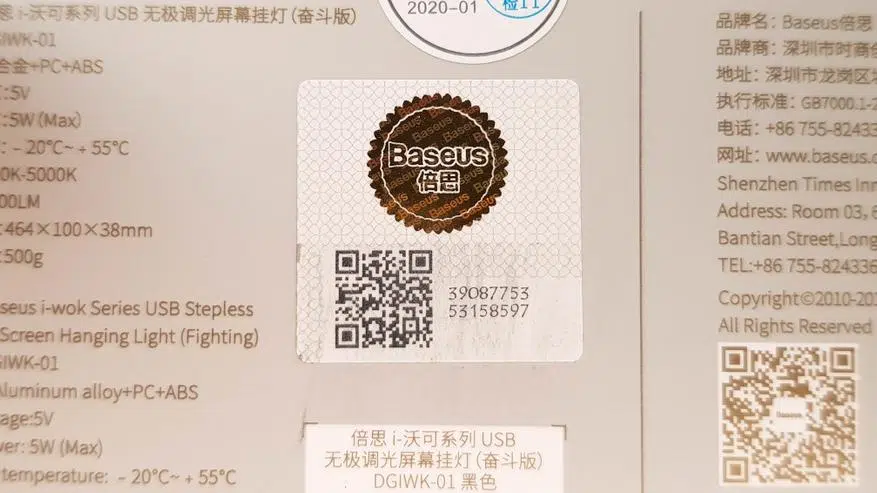 思 i-沃可系列 USB 无极调光屏幕挂灯(奋斗版)
GIWK-01
合金+PC+ABS
:5V
:5W(Max)
: -20°C~+55°C
0K-5000K
00LM
:464×100×38mm
:500g
seus i-wok Series USB Stepless
Screen Hanging Light (Fighting)
GIWK-01
Aluminum alloy+PC+ABS
age:5V
wer: 5W (Max)
temperature: -20°C~+55°C
2020-01
检11
Baseus
倍思
39087753
53158597
倍思 i-沃可系列 USB
无极调光屏幕挂灯(奋斗版)
DGIWK-01 黑色
品牌名: Baseus倍思
品牌商: 深圳市时商创
地址: 深圳市龙岗区坂
执行标准: GB7000.1-2
电话: +86 755-82433
网址: www.baseus.c
Shenzhen Times Inn
Address: Room 03, 6
Bantian Street,Long
TEL:+86 755-824336
Copyright©2010-201
All Rights Reserved
Baseus